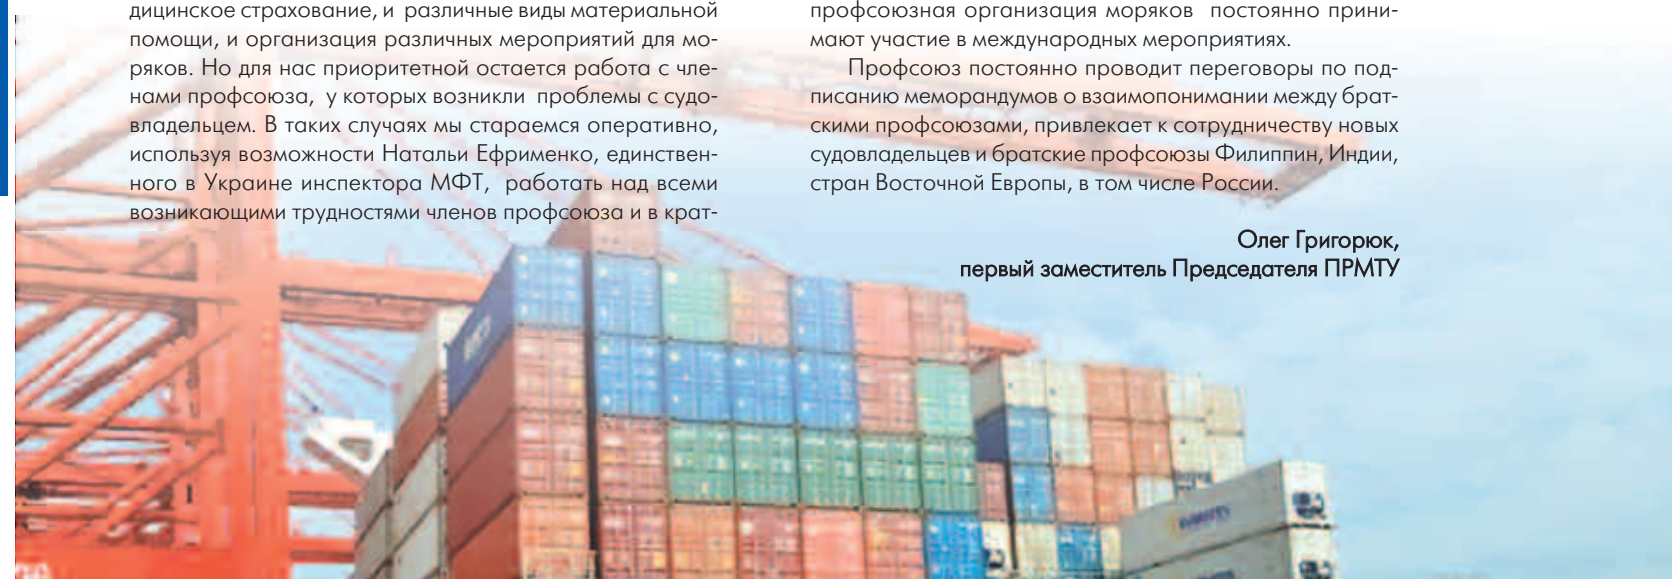 дицинское страхование, и различные виды материальной
помощи, и организация различных мероприятий для мо-
ряков. Но для нас приоритетной остается работа с чле-
нами профсоюза, у которых возникли проблемы с судо-
владельцем. В таких случаях мы стараемся оперативно,
используя возможности Натальи Ефрименко, единствен-
ного в Украине инспектора МФТ, работать над всеми
возникающими трудностями членов профсоюза и в крат-
профсоюзная организация моряков постоянно прини-
мают участие в международных мероприятиях.
Профсоюз постоянно проводит переговоры по под-
писанию меморандумов о взаимопонимании между брат-
скими профсоюзами, привлекает к сотрудничеству новых
судовладельцев и братские профсоюзы Филиппин, Индии,
стран Восточной Европы, в том числе России.
Олег Григорюк,
первый заместитель Председателя ПРМТУ